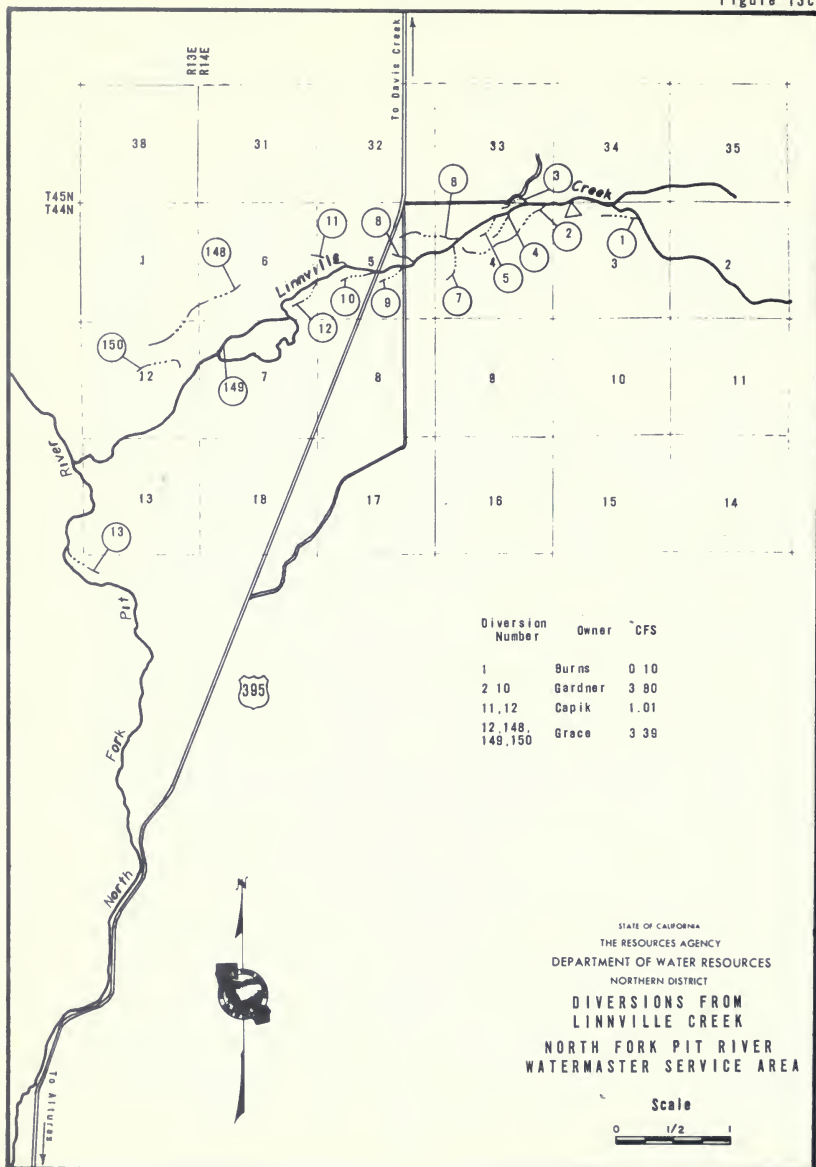 Figure 13C
R13E
R14E
To Davis Creek
38 31 32 33 34 35
T45N
T44N
8 3
Creek
11 8 2 1
148 1 6 5 4 4 3 2
Linnville
5
10 9 7
12
150
12 149 7 8 9 10 11
River
13 18 17 16 15 14
13
Pit
Diversion Number Owner CFS
1 Burns 0 10
2 10 Gardner 3 80
11,12 Capik 1.01
12,148,
149,150 Grace 3 39
395
Fork
North
N
To Alturas
STATE OF CALIFORNIA
THE RESOURCES AGENCY
DEPARTMENT OF WATER RESOURCES
NORTHERN DISTRICT
DIVERSIONS FROM
LINNVILLE CREEK
NORTH FORK PIT RIVER
WATERMASTER SERVICE AREA
Scale
0 1/2 1